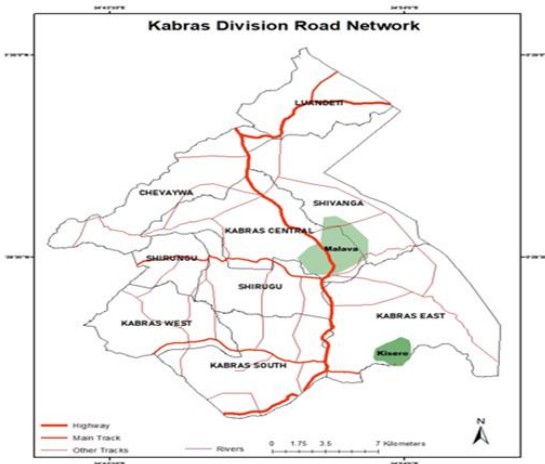 Kabras Division Road Network
LUANDETI
CHEVAYWA
SHIVANGA
KABRAS CENTRAL
Malava
SHIRUNGU
SHIRUGU
KABRAS WEST
KABRAS EAST
Kisero
KABRAS SOUTH
N
Highway
Main Track
Other Tracks
Rivers
0 1.75 3.5 7 Kilometers